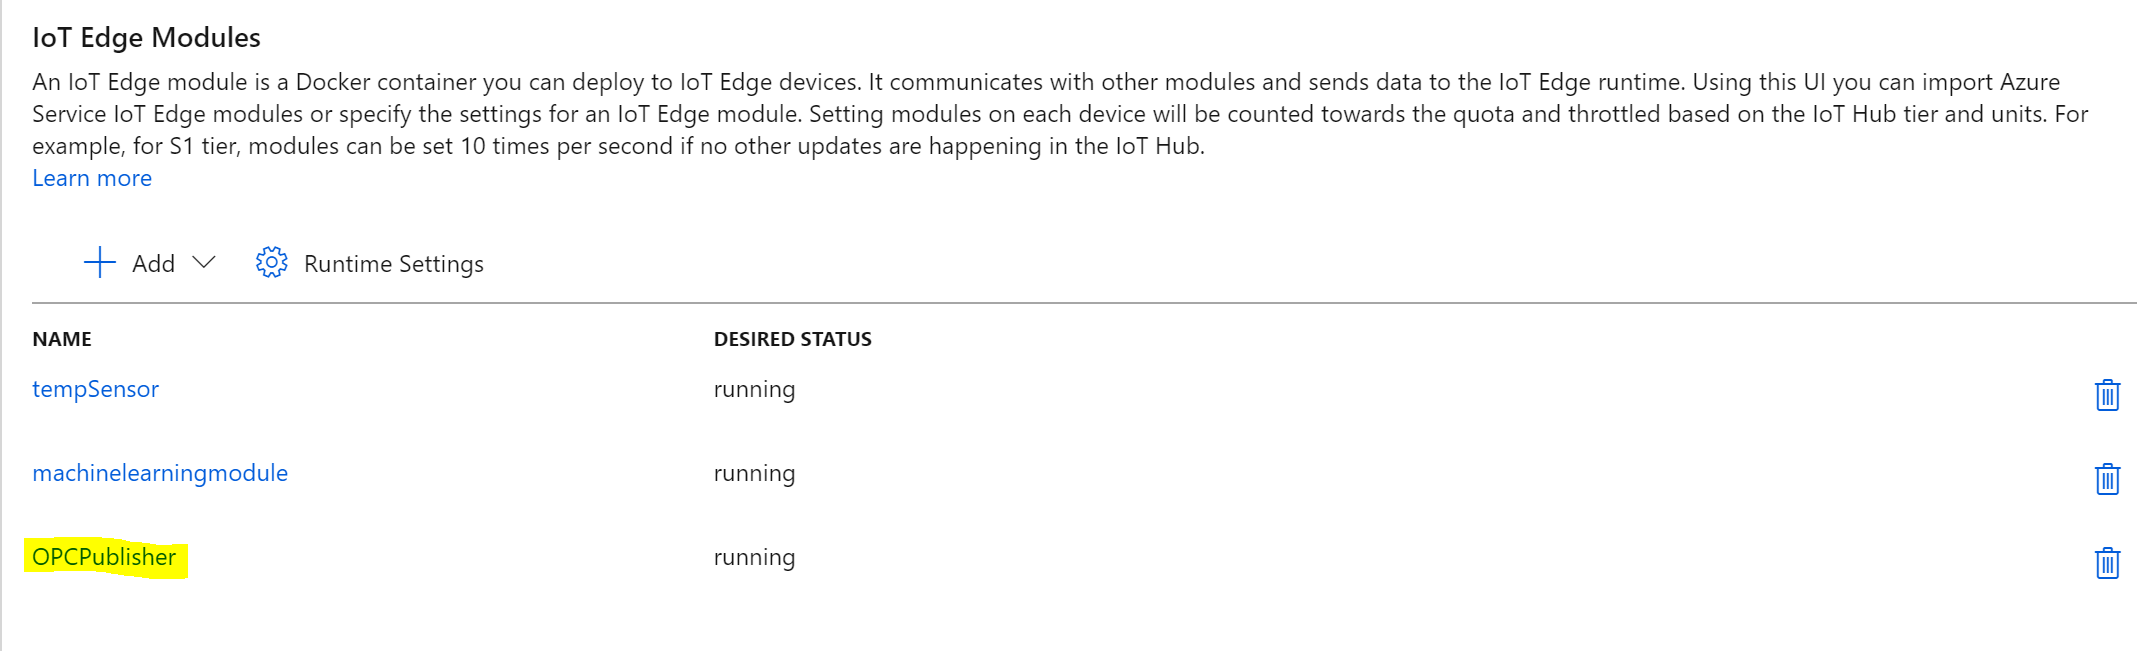 IoT Edge Modules
An IoT Edge module is a Docker container you can deploy to IoT Edge devices. It communicates with other modules and sends data to the IoT Edge runtime. Using this UI you can import Azure
Service IoT Edge modules or specify the settings for an IoT Edge module. Setting modules on each device will be counted towards the quota and throttled based on the IoT Hub tier and units. For
example, for S1 tier, modules can be set 10 times per second if no other updates are happening in the IoT Hub.
Learn more
Add Runtime Settings
NAME DESIRED STATUS
tempSensor running
machinelearningmodule running
OPCPublisher running